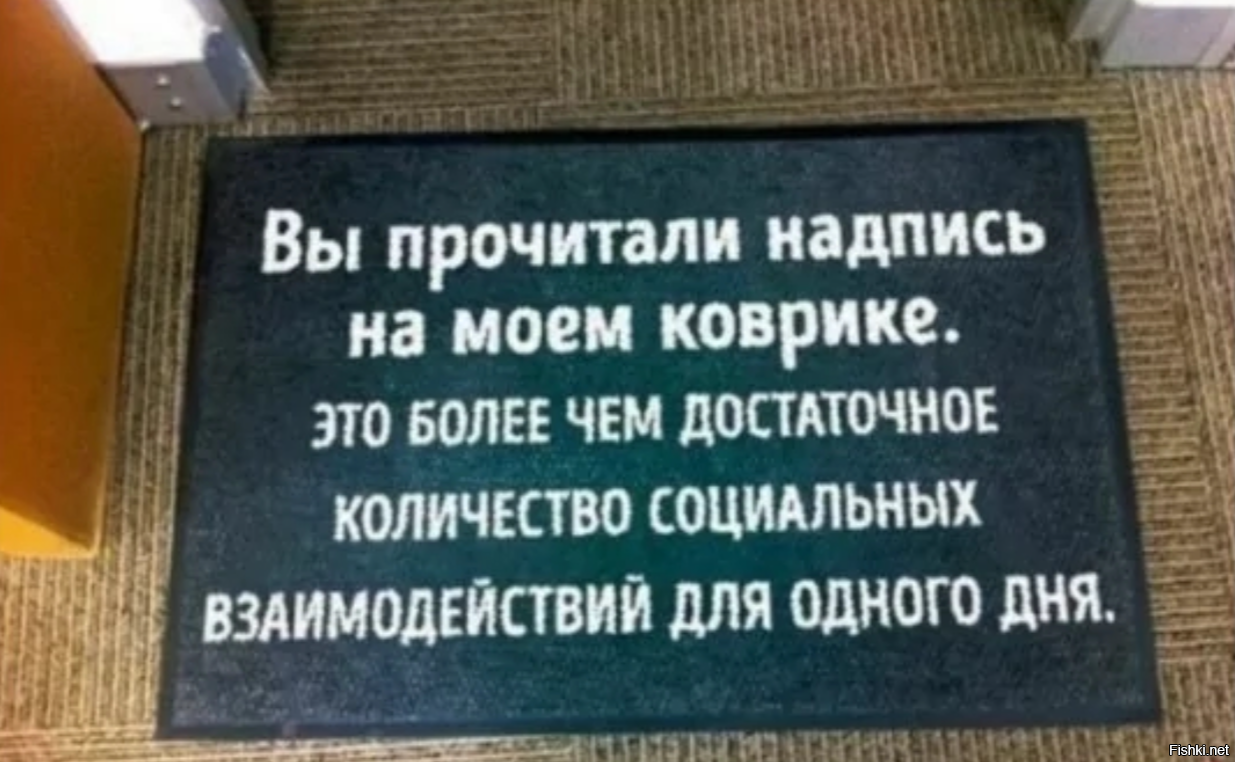 Вы прочитали надпись
на моем коврике.
ЭТО БОЛЕЕ ЧЕМ ДОСТАТОЧНОЕ
КОЛИЧЕСТВО СОЦИАЛЬНЫХ
ВЗАИМОДЕЙСТВИЙ ДЛЯ ОДНОГО ДНЯ.
Fishki.net